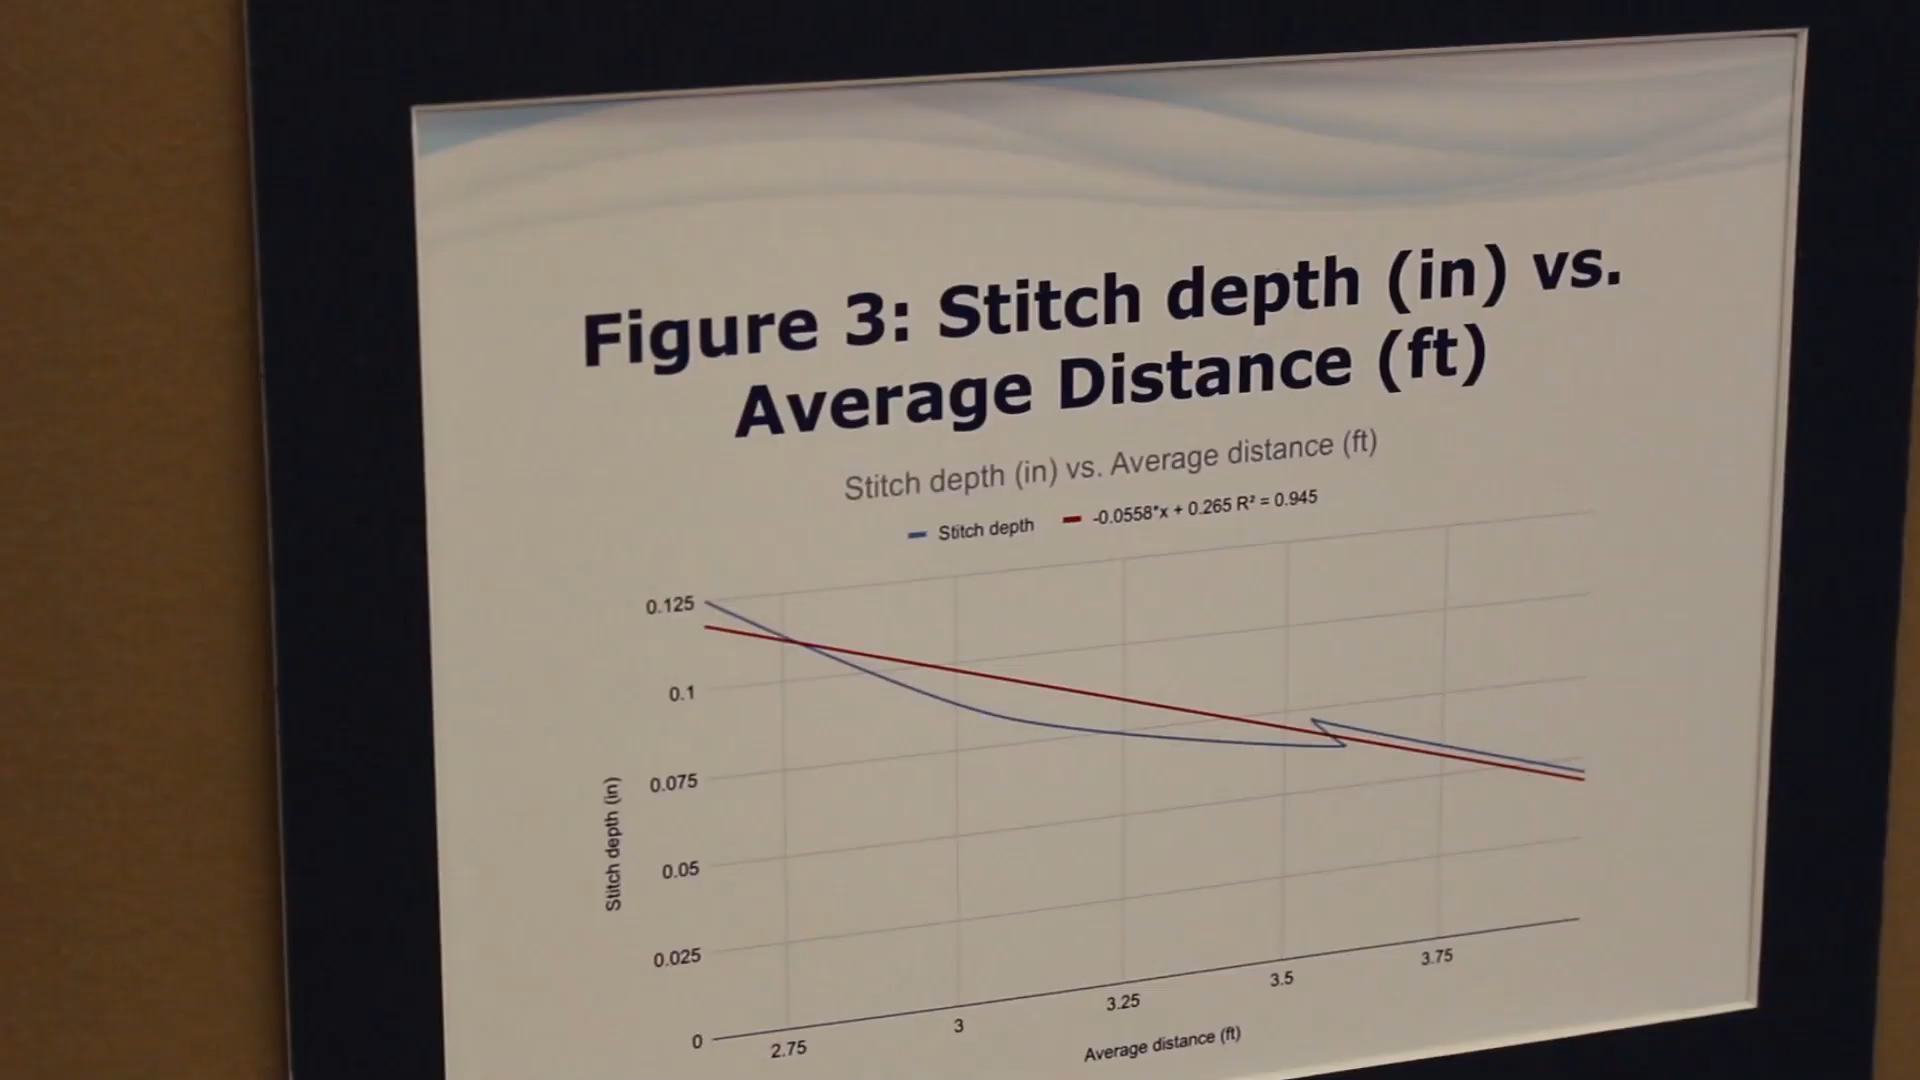 Figure 3: Stitch depth (in) vs.
Average Distance (ft)
Stitch depth (in) vs. Average distance (ft)
Stitch depth -0.0558*x + 0.265 R² = 0.945
0.125
0.1
0.075
0.05
0.025
0
Stitch depth (in)
2.75 3 3.25 3.5 3.75
Average distance (ft)